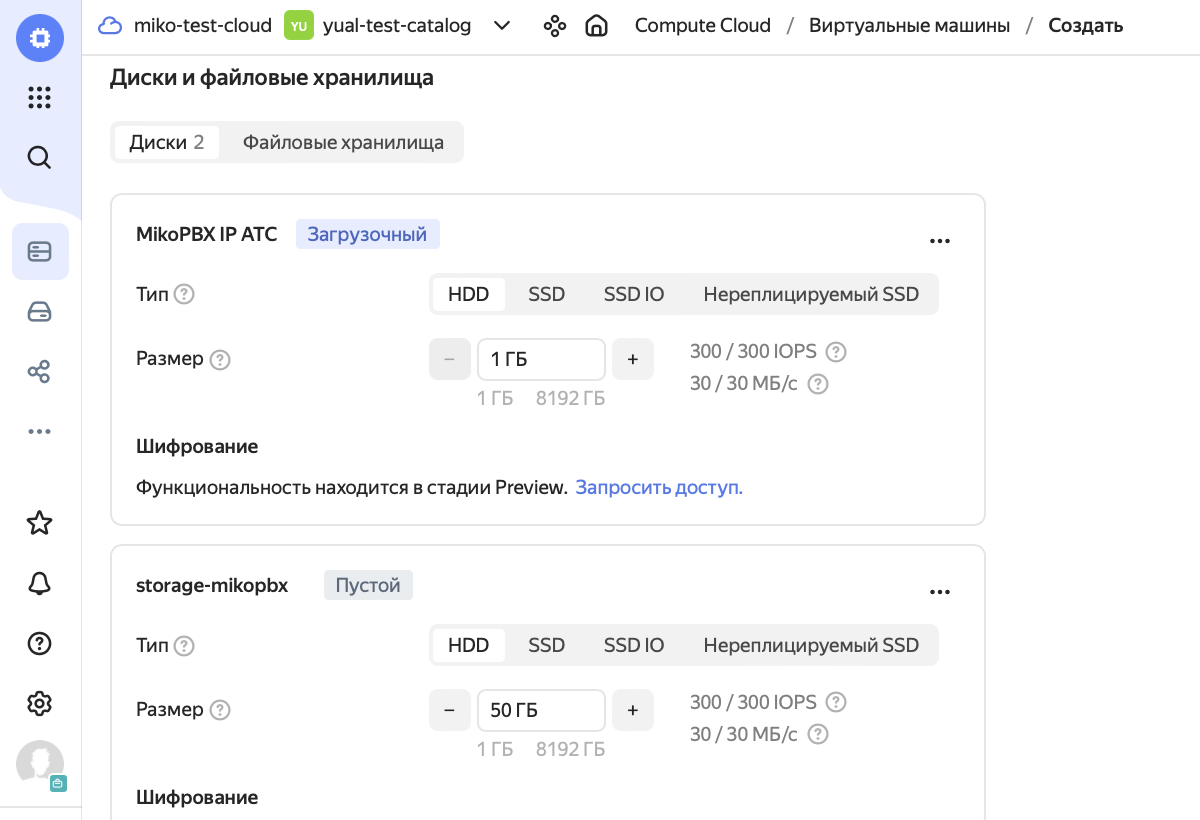 miko-test-cloud YU yual-test-catalog Compute Cloud / Виртуальные машины / Создать
Диски и файловые хранилища
Диски 2 Файловые хранилища
MikoPBX IP АТС Загрузочный
Тип ? HDD SSD SSD IO Нереплицируемый SSD
Размер ? − 1 ГБ + 300 / 300 IOPS ?
30 / 30 МБ/с ?
1 ГБ 8192 ГБ
Шифрование
Функциональность находится в стадии Preview. Запросить доступ.
storage-mikopbx Пустой
Тип ? HDD SSD SSD IO Нереплицируемый SSD
Размер ? − 50 ГБ + 300 / 300 IOPS ?
30 / 30 МБ/с ?
1 ГБ 8192 ГБ
Шифрование